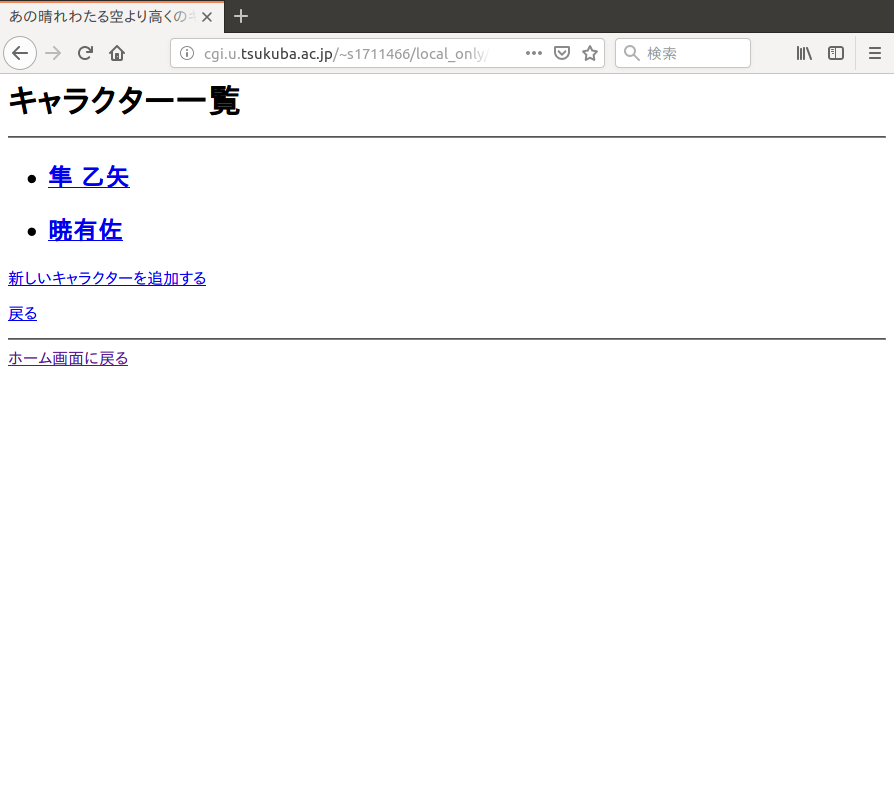 あの晴れわたる空より高くの
cgi.u.tsukuba.ac.jp/~s1711466/local_only/
検索
キャラクター一覧
隼 乙矢
暁有佐
新しいキャラクターを追加する
戻る
ホーム画面に戻る